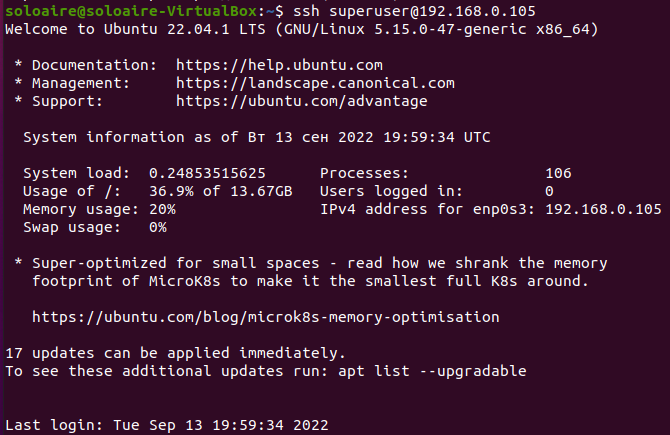 soloaire@soloaire-VirtualBox:~$ ssh superuser@192.168.0.105
Welcome to Ubuntu 22.04.1 LTS (GNU/Linux 5.15.0-47-generic x86_64)

 * Documentation:  https://help.ubuntu.com
 * Management:     https://landscape.canonical.com
 * Support:        https://ubuntu.com/advantage

  System information as of Вт 13 сен 2022 19:59:34 UTC

  System load:  0.24853515625      Processes:               106
  Usage of /:   36.9% of 13.67GB   Users logged in:         0
  Memory usage: 20%                IPv4 address for enp0s3: 192.168.0.105
  Swap usage:   0%

 * Super-optimized for small spaces - read how we shrank the memory
   footprint of MicroK8s to make it the smallest full K8s around.

   https://ubuntu.com/blog/microk8s-memory-optimisation

17 updates can be applied immediately.
To see these additional updates run: apt list --upgradable


Last login: Tue Sep 13 19:59:34 2022